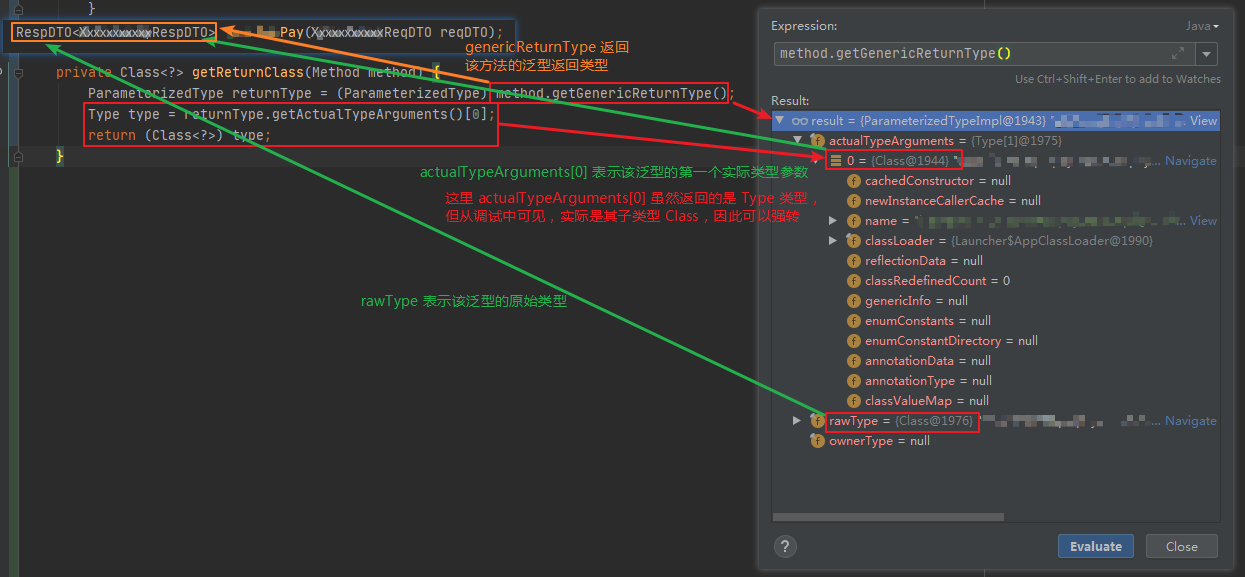 }
RespDTO<XxxxxxxxxyRespDTO> Pay(XyxxxxxxxxReqDTO reqDTO);
genericReturnType 返回
该方法的泛型返回类型
private Class<?> getReturnClass(Method method) {
ParameterizedType returnType = (ParameterizedType) method.getGenericReturnType();
Type type = returnType.getActualTypeArguments()[0];
return (Class<?>) type;
}
actualTypeArguments[0] 表示该泛型的第一个实际类型参数
这里 actualTypeArguments[0] 虽然返回的是 Type 类型，
但从调试中可见，实际是其子类型 Class，因此可以强转
rawType 表示该泛型的原始类型
Expression:
Java
method.getGenericReturnType()
Use Ctrl+Shift+Enter to add to Watches
Result:
result = {ParameterizedTypeImpl@1943} "... View
actualTypeArguments = {Type[1]@1975}
0 = {Class@1944} "... Navigate
cachedConstructor = null
newInstanceCallerCache = null
name = "... View
classLoader = {Launcher$AppClassLoader@1990}
reflectionData = null
classRedefinedCount = 0
genericInfo = null
enumConstants = null
enumConstantDirectory = null
annotationData = null
annotationType = null
classValueMap = null
rawType = {Class@1976} "... Navigate
ownerType = null
?
Evaluate
Close